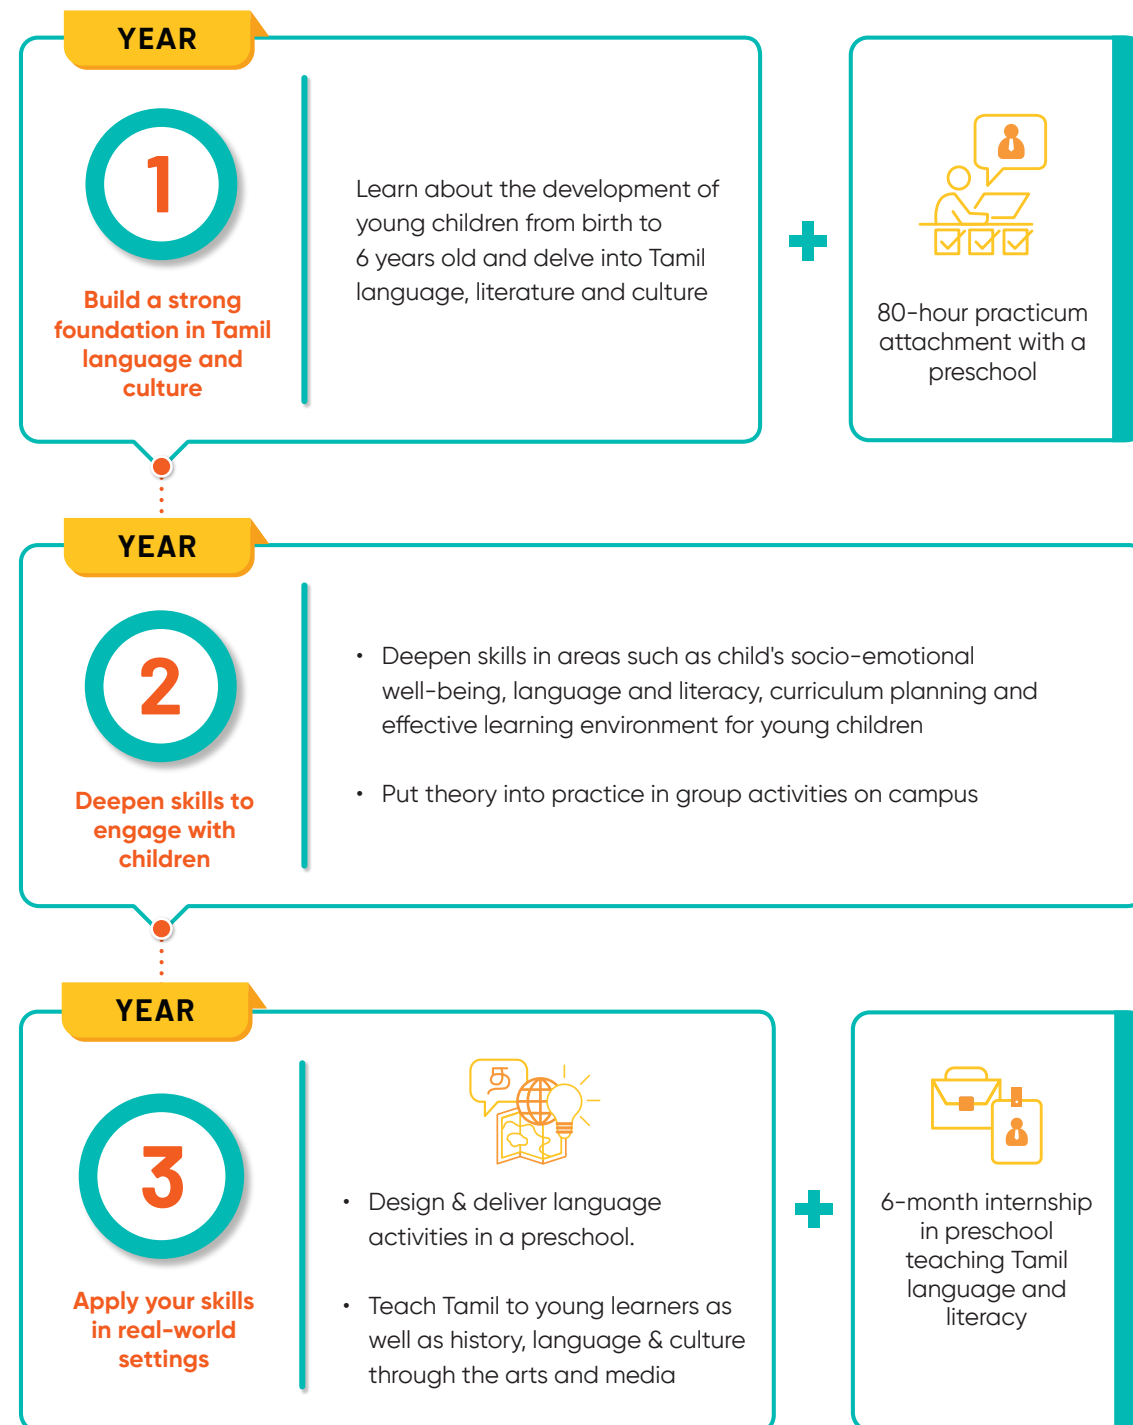 YEAR
1
Build a strong
foundation in Tamil
language and
culture
Learn about the development of
young children from birth to
6 years old and delve into Tamil
language, literature and culture
80-hour practicum
attachment with a
preschool
YEAR
2
Deepen skills to
engage with
children
• Deepen skills in areas such as child's socio-emotional
well-being, language and literacy, curriculum planning and
effective learning environment for young children
• Put theory into practice in group activities on campus
YEAR
3
Apply your skills
in real-world
settings
த
• Design & deliver language
activities in a preschool.
• Teach Tamil to young learners as
well as history, language & culture
through the arts and media
6-month internship
in preschool
teaching Tamil
language and
literacy